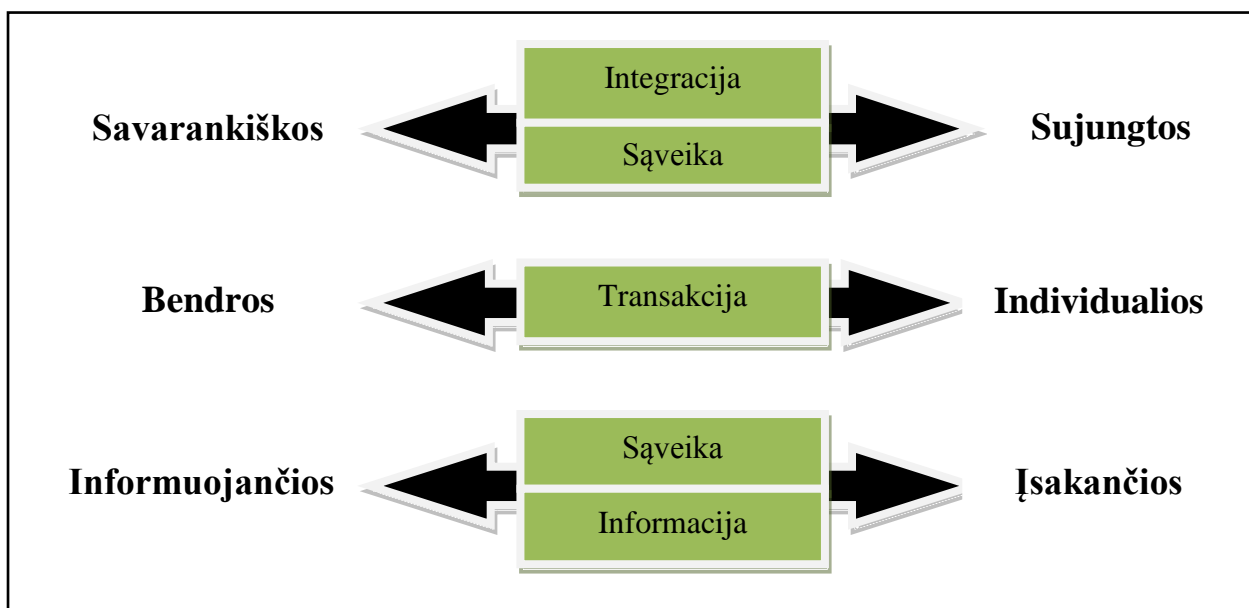 Integracija
Savarankiškos
Sujungtos
Sąveika
Bendros
Transakcija
Individualios
Sąveika
Informuojančios
Įsakančios
Informacija